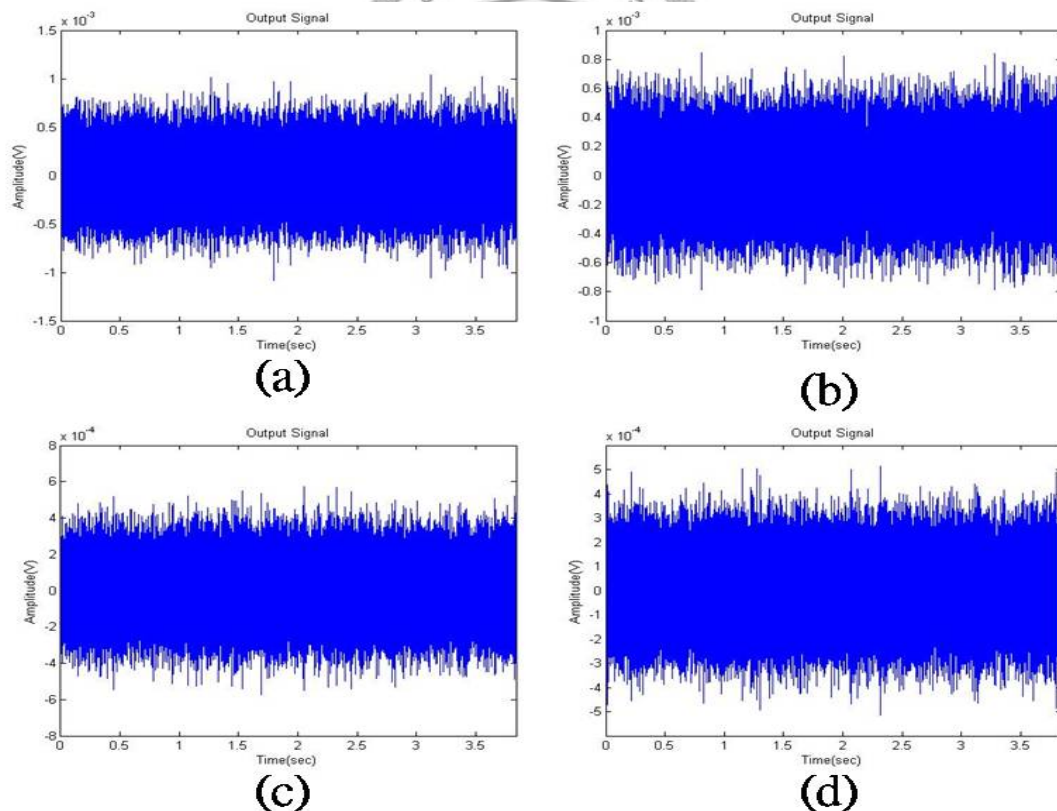 x 10^-3
Output Signal
1.5
1
0.5
0
-0.5
-1
-1.5
Amplitude(V)
0 0.5 1 1.5 2 2.5 3 3.5
Time(sec)
(a)
x 10^-3
Output Signal
1
0.8
0.6
0.4
0.2
0
-0.2
-0.4
-0.6
-0.8
-1
Amplitude(V)
0 0.5 1 1.5 2 2.5 3 3.5
Time(sec)
(b)
x 10^-4
Output Signal
8
6
4
2
0
-2
-4
-6
-8
Amplitude(V)
0 0.5 1 1.5 2 2.5 3 3.5
Time(sec)
(c)
x 10^-4
Output Signal
5
4
3
2
1
0
-1
-2
-3
-4
-5
Amplitude(V)
0 0.5 1 1.5 2 2.5 3 3.5
Time(sec)
(d)